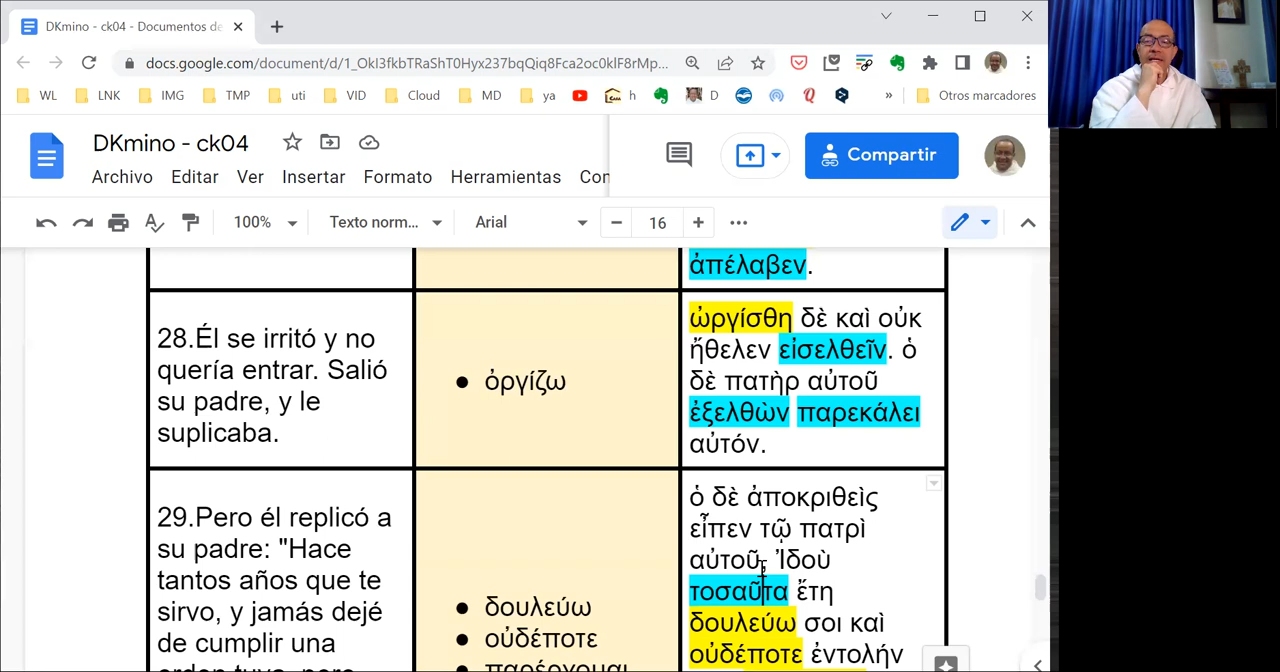 DKmino - ck04 - Documentos de
docs.google.com/document/d/1_OkI3fkbTRaShT0Hyx237bqQiq8Fca2oc0kIF8rMp...
WL LNK IMG TMP uti VID Cloud MD ya h D » Otros marcadores
DKmino - ck04
Compartir
Archivo Editar Ver Insertar Formato Herramientas Con
100% Texto norm... Arial 16
ἀπέλαβεν.
28.Él se irritó y no
quería entrar. Salió
su padre, y le
suplicaba.
ὀργίζω
ὠργίσθη δὲ καὶ οὐκ
ἤθελεν εἰσελθεῖν. ὁ
δὲ πατὴρ αὐτοῦ
ἐξελθὼν παρεκάλει
αὐτόν.
29.Pero él replicó a
su padre: "Hace
tantos años que te
sirvo, y jamás dejé
de cumplir una
orden tuya, pero
δουλεύω
οὐδέποτε
παρέρχομαι
ὁ δὲ ἀποκριθεὶς
εἶπεν τῷ πατρὶ
αὐτοῦ, Ἰδοὺ
τοσαῦτα ἔτη
δουλεύω σοι καὶ
οὐδέποτε ἐντολήν